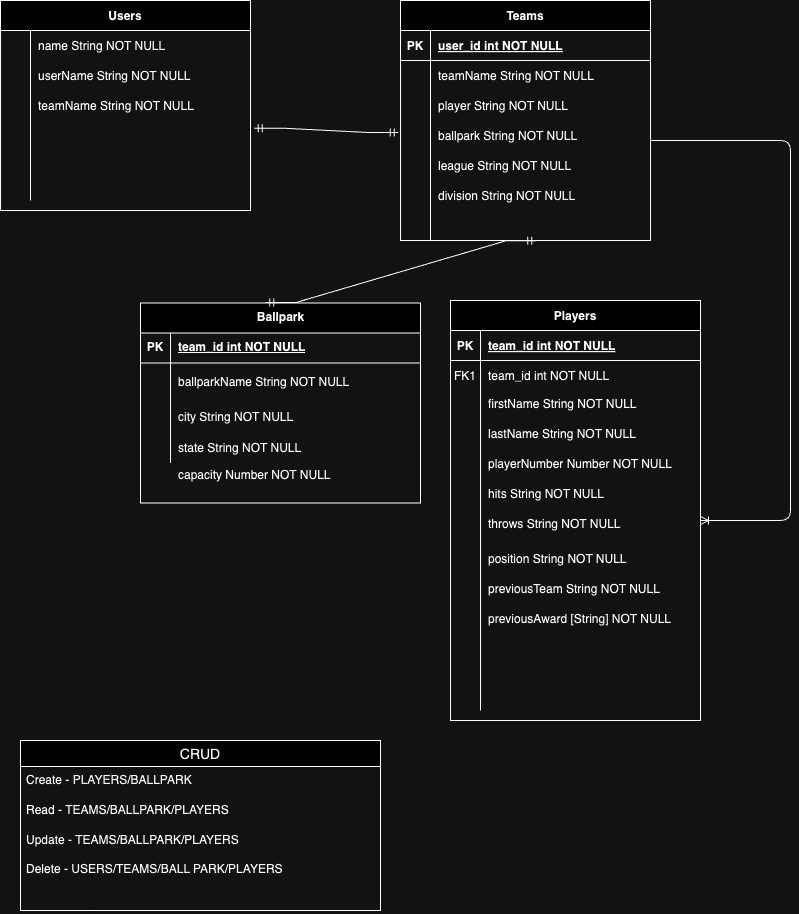 Users
name String NOT NULL
userName String NOT NULL
teamName String NOT NULL
Teams
PK user_id int NOT NULL
teamName String NOT NULL
player String NOT NULL
ballpark String NOT NULL
league String NOT NULL
division String NOT NULL
Ballpark
PK team_id int NOT NULL
ballparkName String NOT NULL
city String NOT NULL
state String NOT NULL
capacity Number NOT NULL
Players
PK team_id int NOT NULL
FK1 team_id int NOT NULL
firstName String NOT NULL
lastName String NOT NULL
playerNumber Number NOT NULL
hits String NOT NULL
throws String NOT NULL
position String NOT NULL
previousTeam String NOT NULL
previousAward [String] NOT NULL
CRUD
Create - PLAYERS/BALLPARK
Read - TEAMS/BALLPARK/PLAYERS
Update - TEAMS/BALLPARK/PLAYERS
Delete - USERS/TEAMS/BALL PARK/PLAYERS